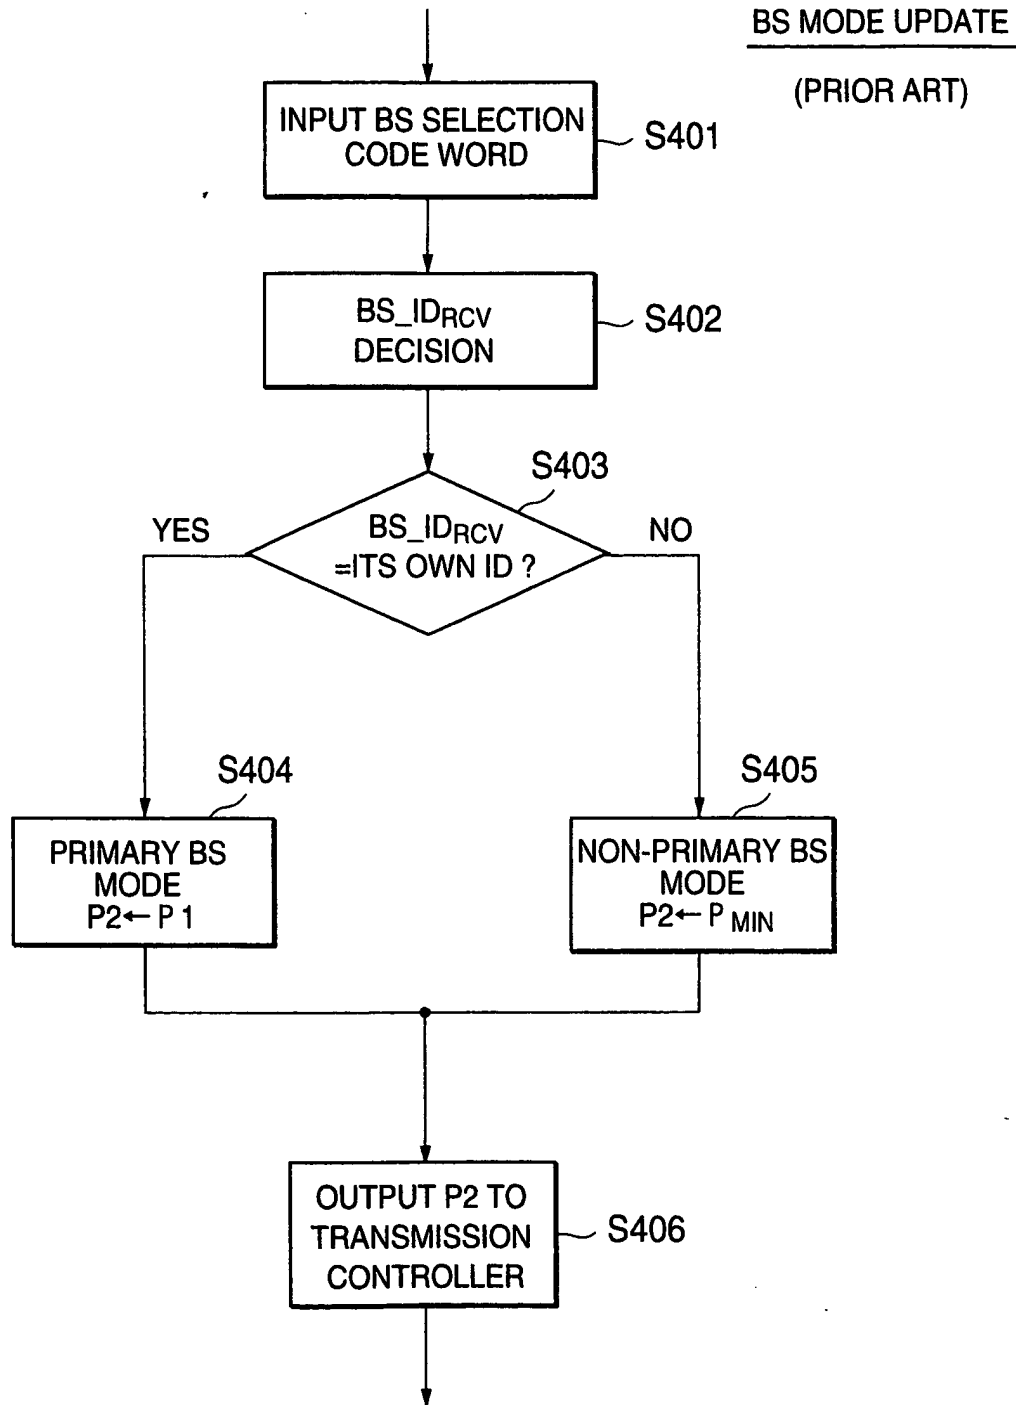 BS MODE UPDATE
(PRIOR ART)
INPUT BS SELECTION
CODE WORD
S401
BS_IDRCV
DECISION
S402
S403
YES
BS_IDRCV
=ITS OWN ID ?
NO
S404
PRIMARY BS
MODE
P2←P1
S405
NON-PRIMARY BS
MODE
P2←P MIN
OUTPUT P2 TO
TRANSMISSION
CONTROLLER
S406